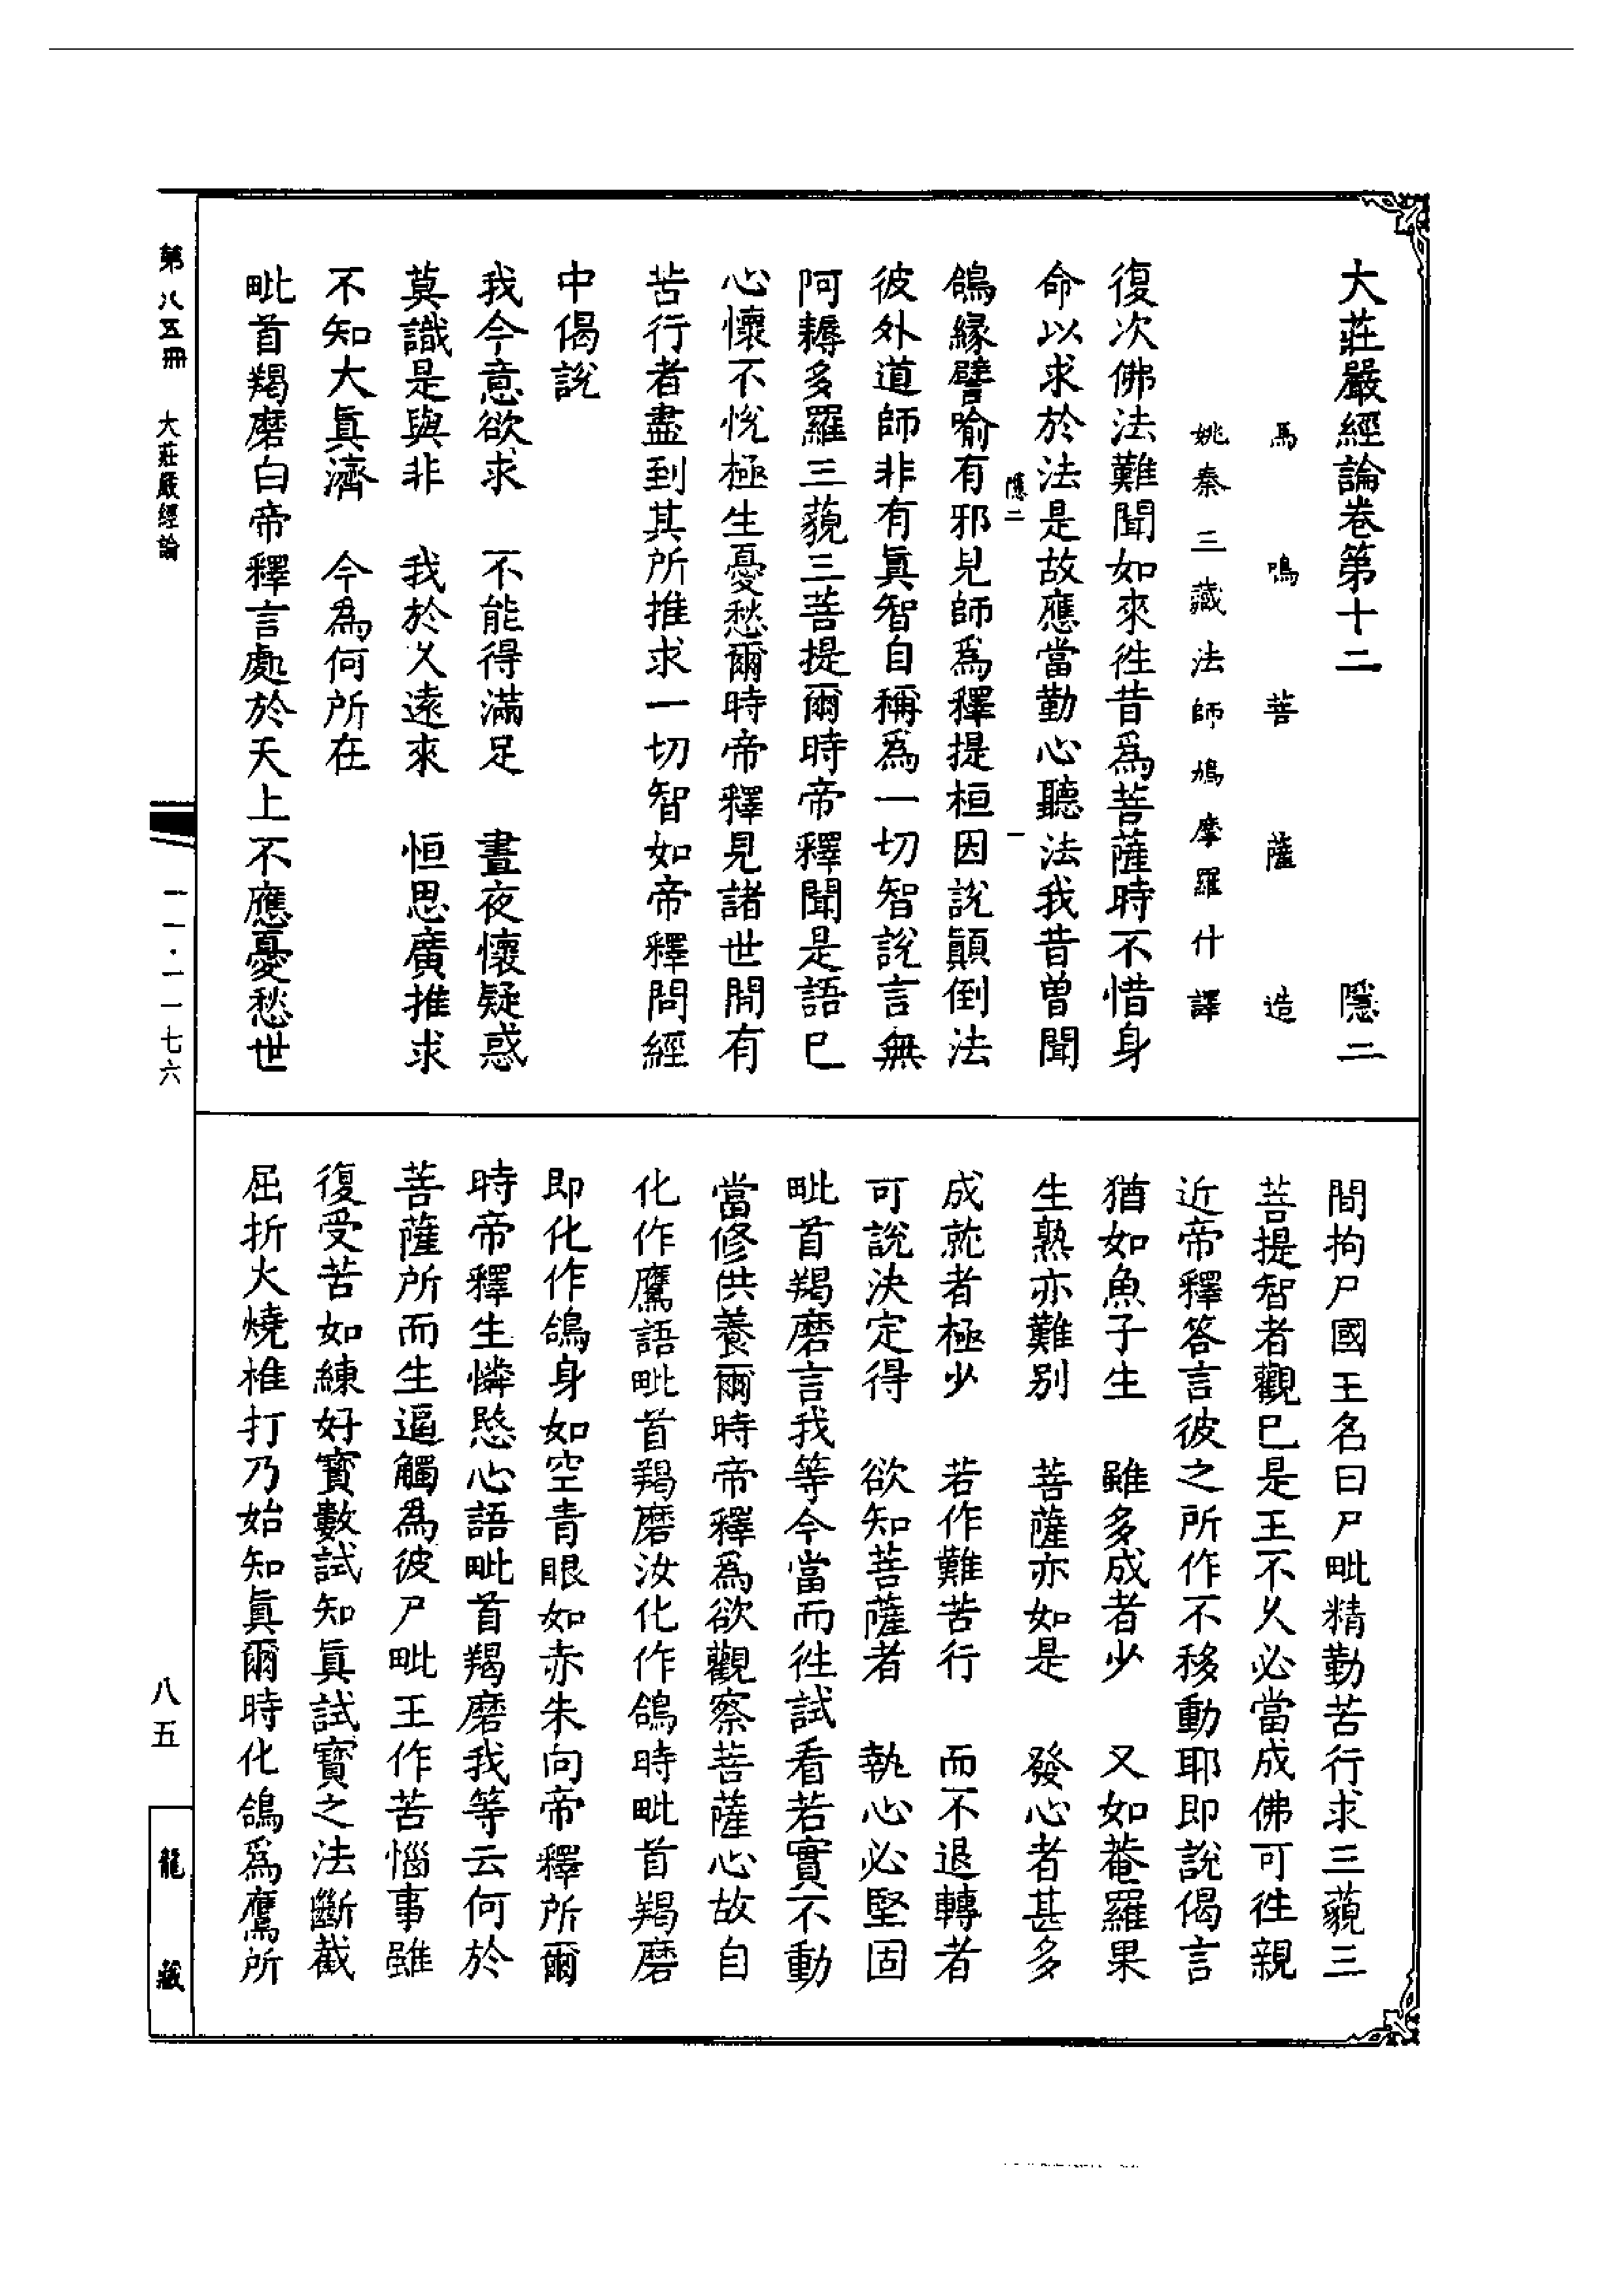 大莊嚴經論卷第十二　隱二
馬鳴菩薩造
姚秦三藏法師鳩摩羅什譯
復次佛法難聞如來徃昔爲菩薩時不惜身
命以求於法是故應當勤心聽法我昔曾聞
隱二　一
鴿緣譬喻有邪見師爲釋提桓因說顚倒法
彼外道師非有眞智自稱爲一切智說言無
阿耨多羅三藐三菩提爾時帝釋聞是語已
心懷不悅極生憂愁爾時帝釋見諸世間有
苦行者盡到其所推求一切智如帝釋問經
中偈說
我今意欲求　不能得滿足　晝夜懷疑惑
莫識是與非　我於久遠來　恒思廣推求
不知大眞濟　今爲何所在
毗首羯磨白帝釋言處於天上不應憂愁世
間拘尸國王名曰尸毗精勤苦行求三藐三
菩提智者觀已是王不久必當成佛可徃親
近帝釋答言彼之所作不移動耶即說偈言
猶如魚子生　雖多成者少　又如菴羅果
生熟亦難別　菩薩亦如是　發心者甚多
成就者極少　若作難苦行　而不退轉者
可說決定得　欲知菩薩者　執心必堅固
毗首羯磨言我等今當而徃試看若實不動
當修供養爾時帝釋爲欲觀察菩薩心故自
化作鷹語毗首羯磨汝化作鴿時毗首羯磨
即化作鴿身如空青眼如赤朱向帝釋所爾
時帝釋生憐愍心語毗首羯磨我等云何於
菩薩所而生逼觸爲彼尸毗王作苦惱事雖
復受苦如練好寶數試知眞試寶之法斷截
屈折火燒椎打乃始知眞爾時化鴿爲鷹所
第八五冊　大莊嚴經論　一一·一一七六　八五　龍藏